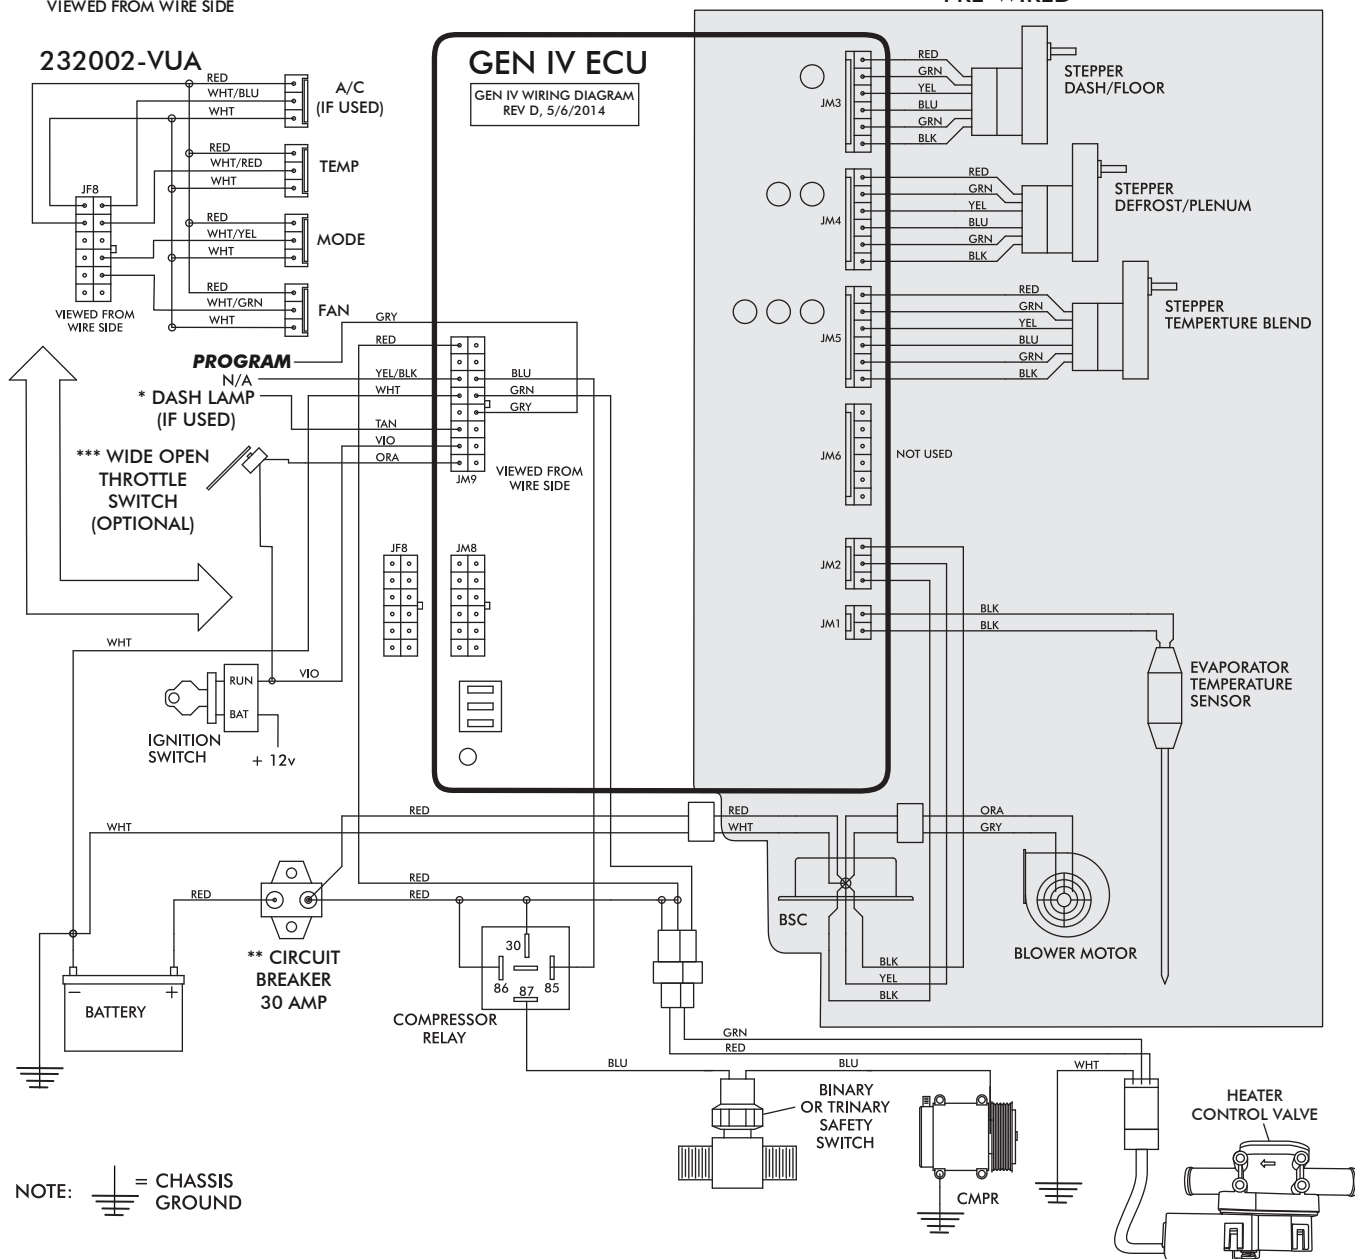 VIEWED FROM WIRE SIDE
232002-VUA
RED
WHT/BLU
WHT
A/C
(IF USED)
RED
WHT/RED
WHT
TEMP
JF8
RED
WHT/YEL
WHT
MODE
RED
WHT/GRN
WHT
FAN
VIEWED FROM
WIRE SIDE
GEN IV ECU
GEN IV WIRING DIAGRAM
REV D, 5/6/2014
JM3
RED
GRN
YEL
BLU
GRN
BLK
STEPPER
DASH/FLOOR
JM4
RED
GRN
YEL
BLU
GRN
BLK
STEPPER
DEFROST/PLENUM
JM5
RED
GRN
YEL
BLU
GRN
BLK
STEPPER
TEMPERTURE BLEND
JM6
NOT USED
JM2
JM1
BLK
BLK
EVAPORATOR
TEMPERATURE
SENSOR
GRY
RED
PROGRAM
N/A
YEL/BLK
BLU
* DASH LAMP
(IF USED)
WHT
GRN
GRY
TAN
VIO
ORA
JM9
VIEWED FROM
WIRE SIDE
*** WIDE OPEN
THROTTLE
SWITCH
(OPTIONAL)
JF8
JM8
WHT
RUN
VIO
BAT
IGNITION
SWITCH
+ 12v
RED
WHT
RED
WHT
ORA
GRY
RED
RED
RED
BSC
BLOWER MOTOR
** CIRCUIT
BREAKER
30 AMP
30
86
87
85
COMPRESSOR
RELAY
BLK
YEL
BLK
-
+
BATTERY
GRN
RED
BLU
BLU
WHT
BINARY
OR TRINARY
SAFETY
SWITCH
CMPR
HEATER
CONTROL VALVE
NOTE:
= CHASSIS
GROUND